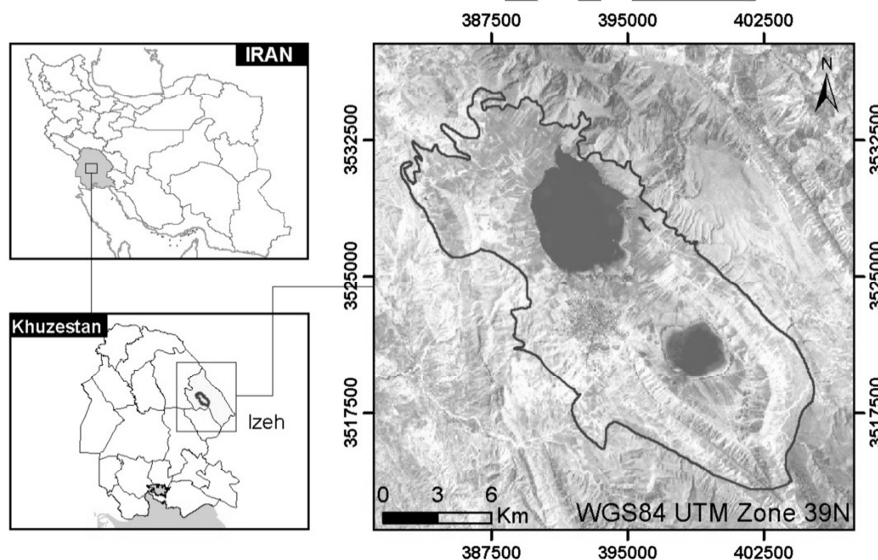 387500 395000 402500
IRAN
N
3532500 3532500
3525000 3525000
Khuzestan
Izeh
3517500 3517500
0 3 6
Km
WGS84 UTM Zone 39N
387500 395000 402500